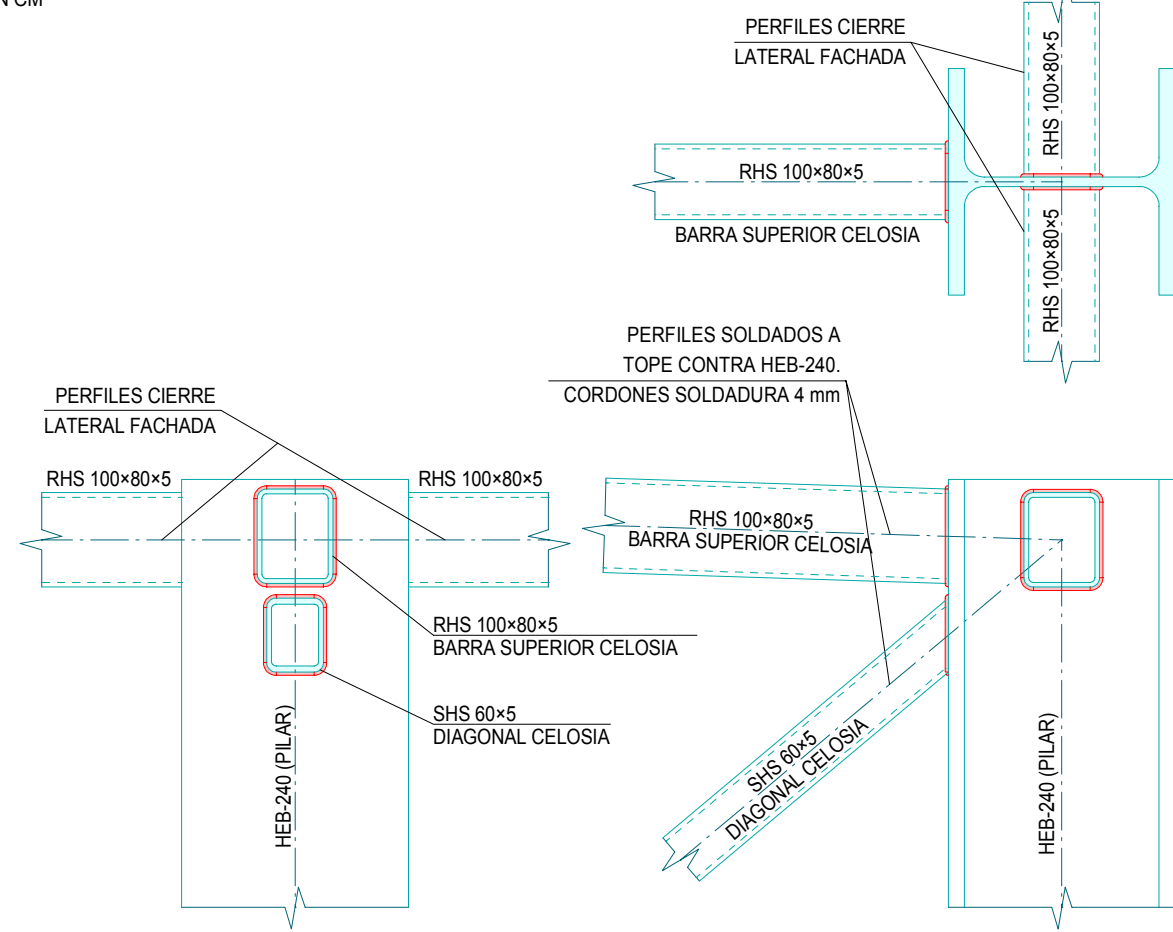 N CM
PERFILES CIERRE
LATERAL FACHADA
RHS 100×80×5
RHS 100×80×5
RHS 100×80×5
BARRA SUPERIOR CELOSIA
PERFILES SOLDADOS A
TOPE CONTRA HEB-240.
CORDONES SOLDADURA 4 mm
PERFILES CIERRE
LATERAL FACHADA
RHS 100×80×5
RHS 100×80×5
RHS 100×80×5
BARRA SUPERIOR CELOSIA
SHS 60×5
DIAGONAL CELOSIA
HEB-240 (PILAR)
RHS 100×80×5
BARRA SUPERIOR CELOSIA
SHS 60×5
DIAGONAL CELOSIA
HEB-240 (PILAR)